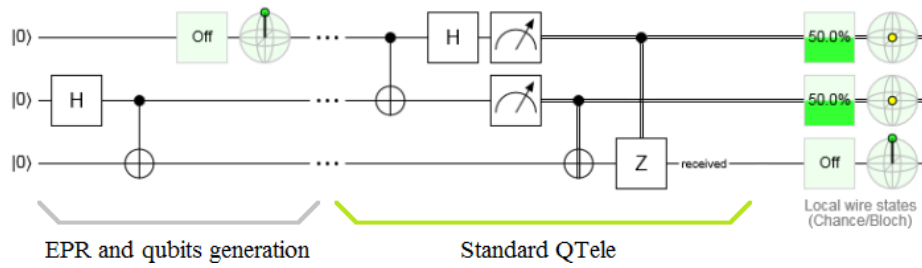 |0⟩ Off ... H 50.0%
|0⟩ H ... 50.0%
|0⟩ ... Z received Off
Local wire states
(Chance/Bloch)
EPR and qubits generation Standard QTele